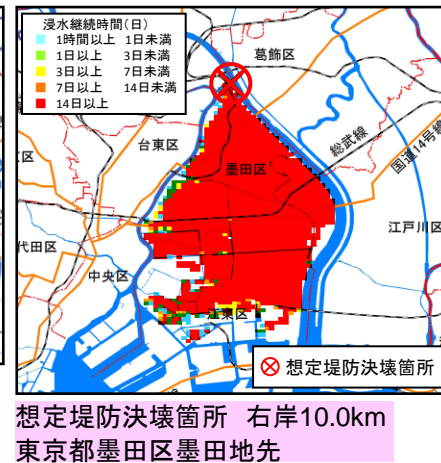 浸水継続時間(日)
1時間以上 1日未満
1日以上 3日未満
3日以上 7日未満
7日以上 14日未満
14日以上
葛飾区
台東区
総武線
国道14号線
墨田区
江戸川区
代田区
中央区
江東区
想定堤防決壊箇所
想定堤防決壊箇所 右岸10.0km
東京都墨田区墨田地先